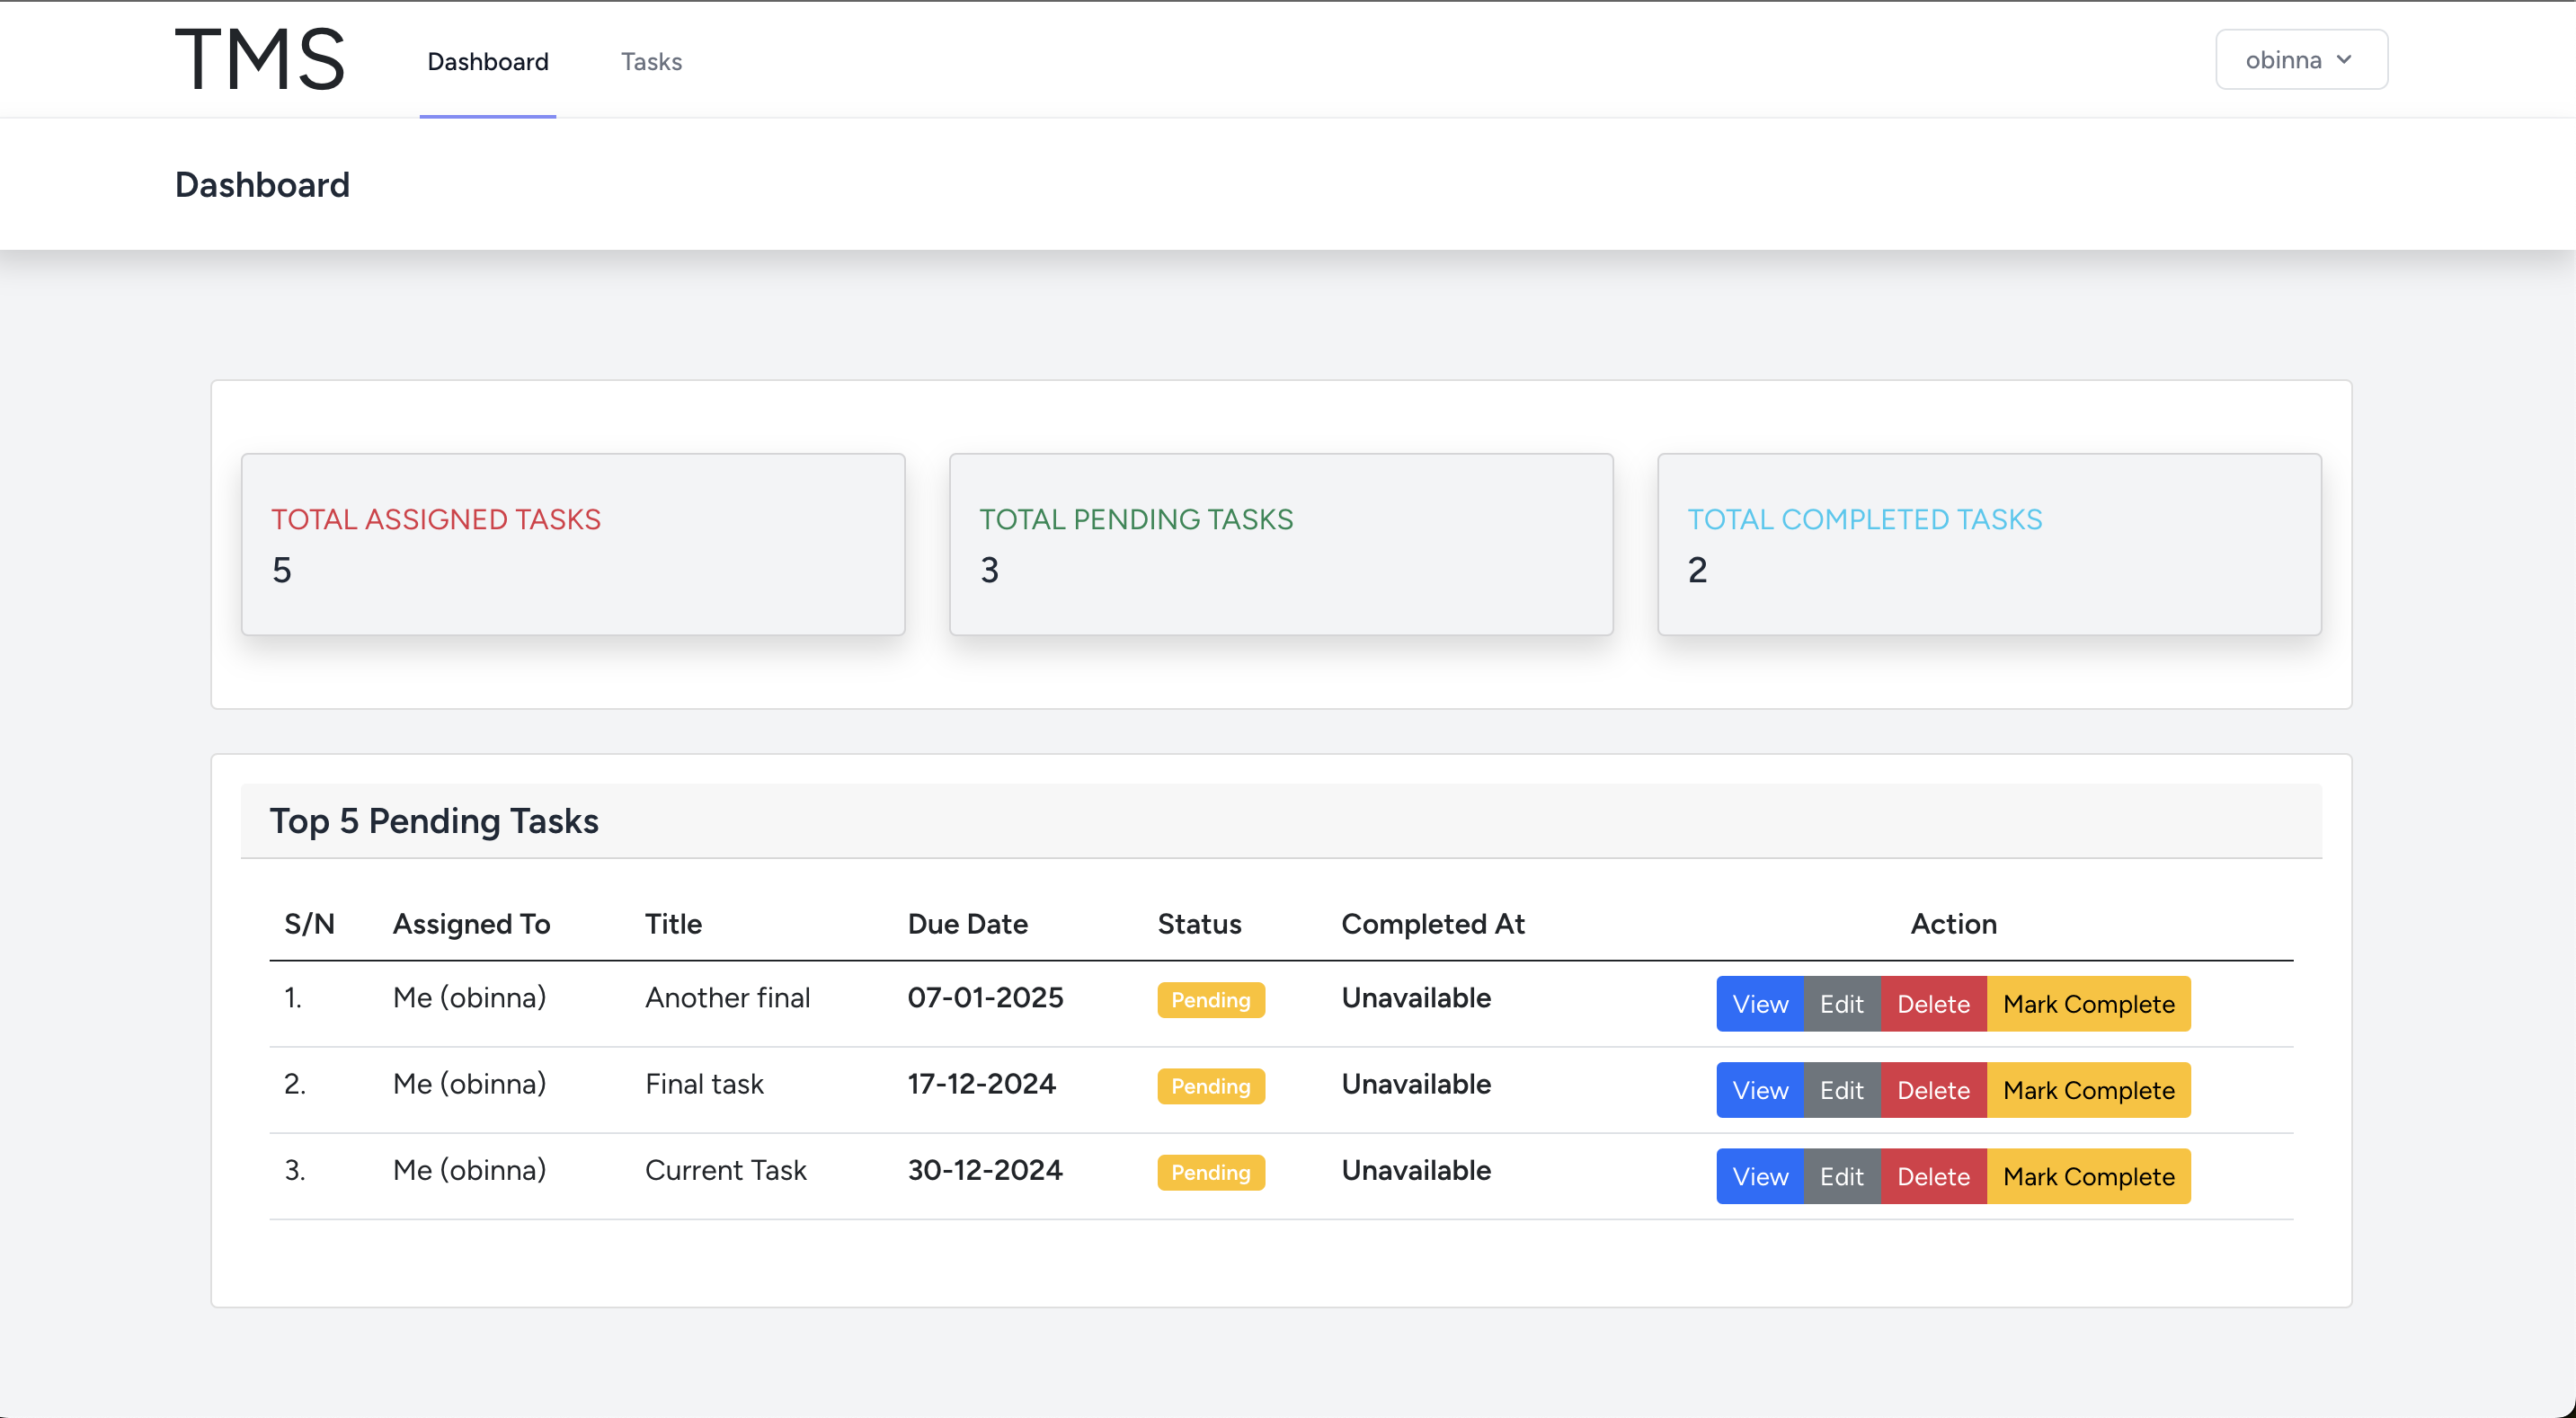 TMS Dashboard Tasks obinna
Dashboard
TOTAL ASSIGNED TASKS TOTAL PENDING TASKS TOTAL COMPLETED TASKS
5 3 2
Top 5 Pending Tasks
S/N Assigned To Title Due Date Status Completed At Action
1. Me (obinna) Another final 07-01-2025 Pending Unavailable View Edit Delete Mark Complete
2. Me (obinna) Final task 17-12-2024 Pending Unavailable View Edit Delete Mark Complete
3. Me (obinna) Current Task 30-12-2024 Pending Unavailable View Edit Delete Mark Complete